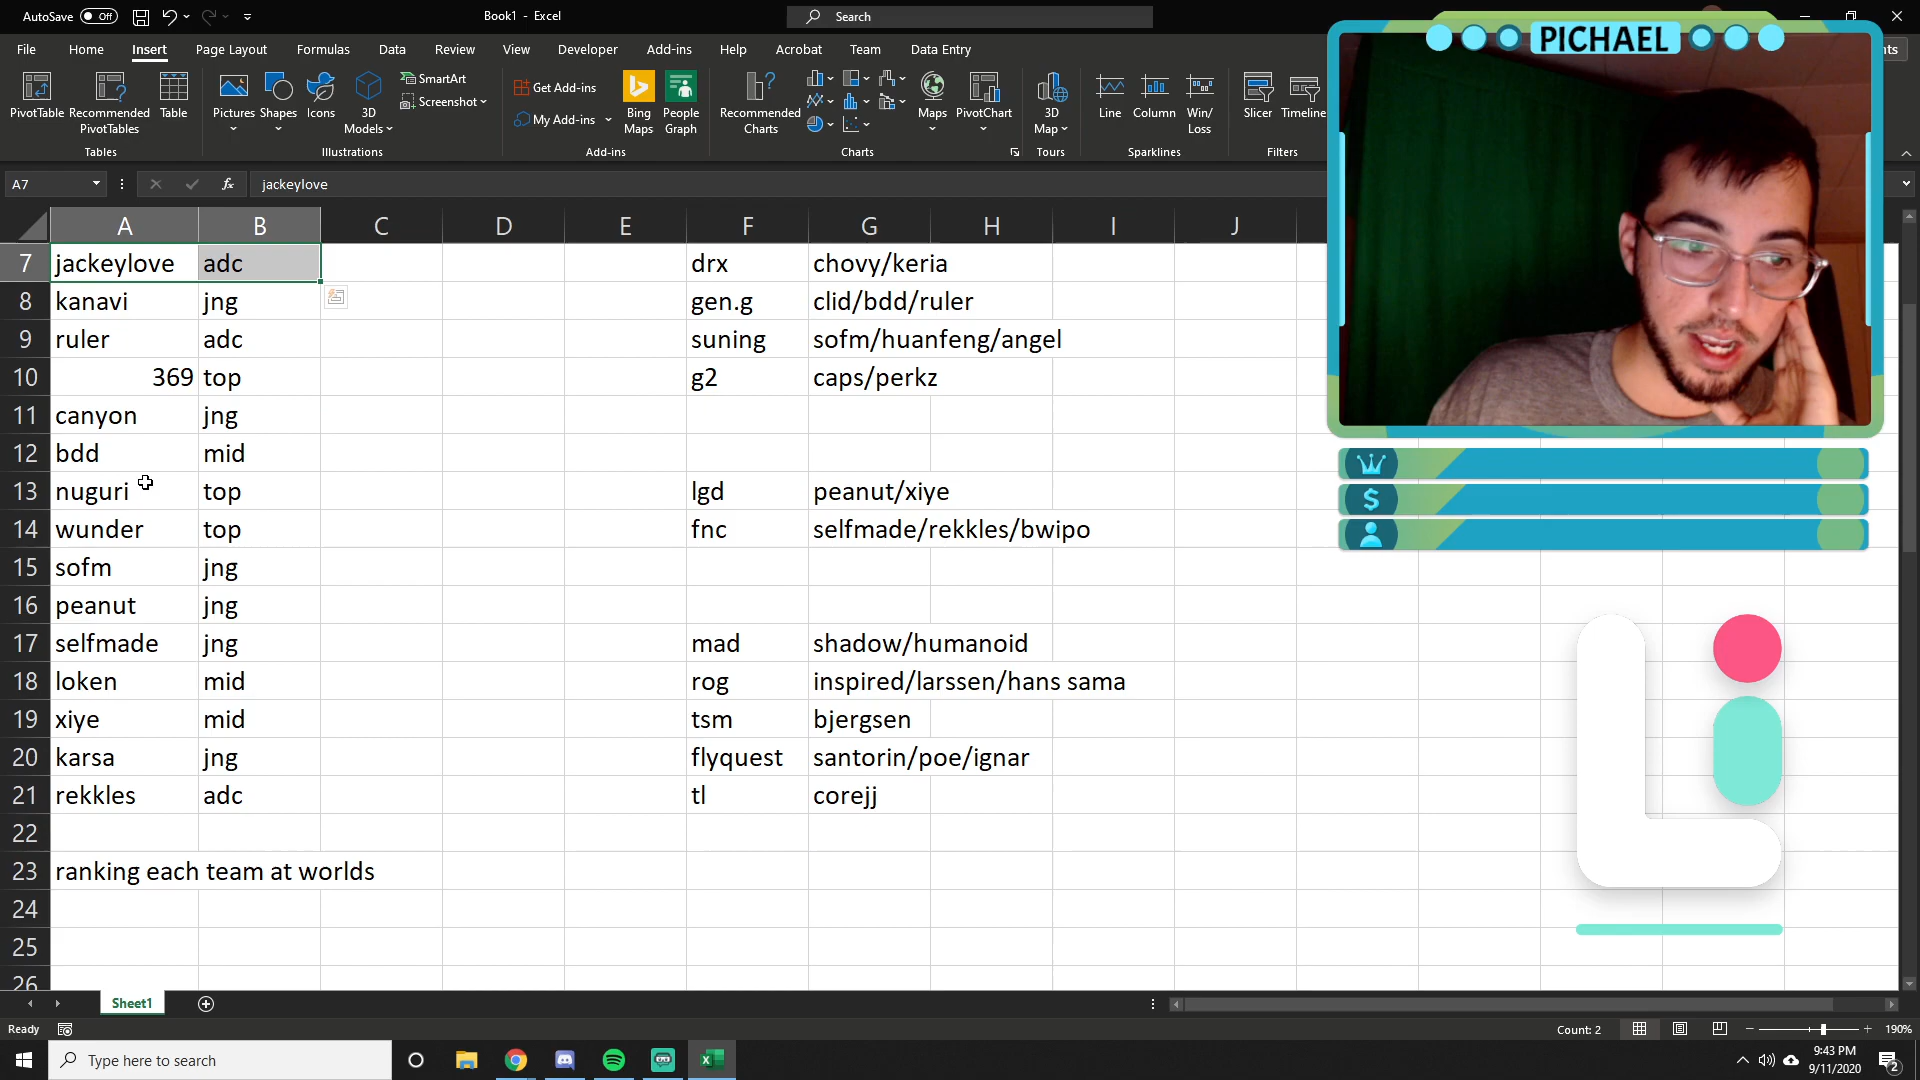 AutoSave Off
Book1 - Excel
Search
PICHAEL
File Home Insert Page Layout Formulas Data Review View Developer Add-ins Help Acrobat Team Data Entry
PivotTable
Recommended PivotTables
Table
Pictures
Shapes
Icons
3D Models
SmartArt
Screenshot
Get Add-ins
My Add-ins
Bing Maps
People Graph
Recommended Charts
Maps
PivotChart
3D Map
Line
Column
Win/ Loss
Slicer
Timeline
Tables Illustrations Add-ins Charts Tours Sparklines Filters
A7 fx jackeylove
A B C D E F G H I J
7 jackeylove adc drx chovy/keria
8 kanavi jng gen.g clid/bdd/ruler
9 ruler adc suning sofm/huanfeng/angel
10 369 top g2 caps/perkz
11 canyon jng
12 bdd mid
13 nuguri top lgd peanut/xiye
14 wunder top fnc selfmade/rekkles/bwipo
15 sofm jng
16 peanut jng
17 selfmade jng mad shadow/humanoid
18 loken mid rog inspired/larssen/hans sama
19 xiye mid tsm bjergsen
20 karsa jng flyquest santorin/poe/ignar
21 rekkles adc tl corejj
22
23 ranking each team at worlds
24
25
26
Sheet1
Ready
Count: 2
190%
Type here to search
9:43 PM
9/11/2020
2